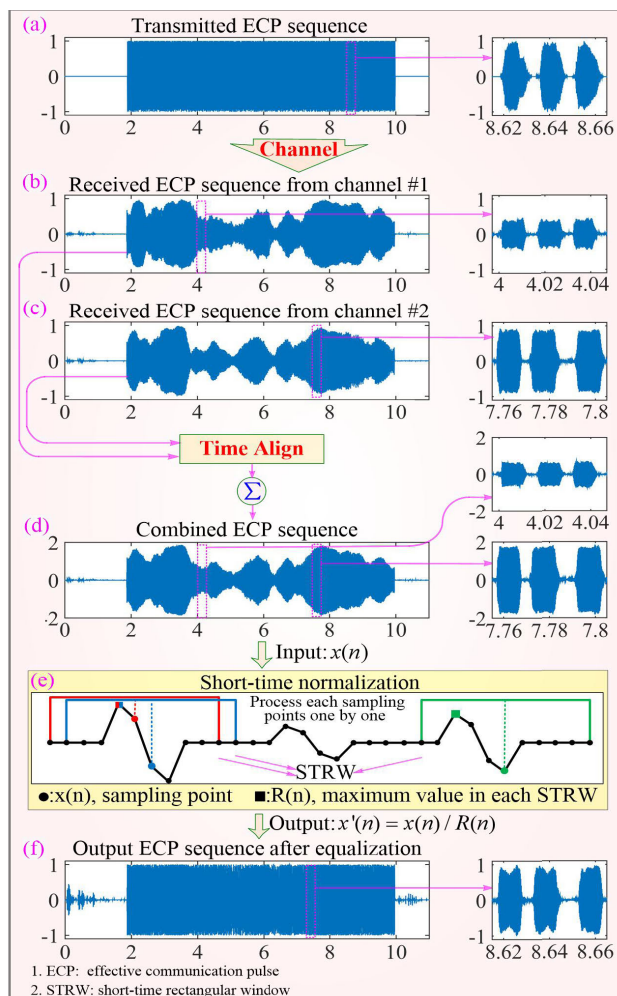 (a) Transmitted ECP sequence
1
0
-1
0 2 4 6 8 10
1
0
-1
8.62 8.64 8.66
Channel
(b) Received ECP sequence from channel #1
1
0
-1
0 2 4 6 8 10
1
0
-1
4 4.02 4.04
(c) Received ECP sequence from channel #2
1
0
-1
0 2 4 6 8 10
1
0
-1
7.76 7.78 7.8
Time Align
Σ
2
0
-2
4 4.02 4.04
(d) Combined ECP sequence
2
0
2
0 2 4 6 8 10
2
0
-2
7.76 7.78 7.8
Input: x(n)
(e) Short-time normalization
Process each sampling
points one by one
STRW
●:x(n), sampling point ■:R(n), maximum value in each STRW
Output: x'(n) = x(n) / R(n)
(f) Output ECP sequence after equalization
1
0
-1
0 2 4 6 8 10
1
0
-1
8.62 8.64 8.66
1. ECP: effective communication pulse
2. STRW: short-time rectangular window